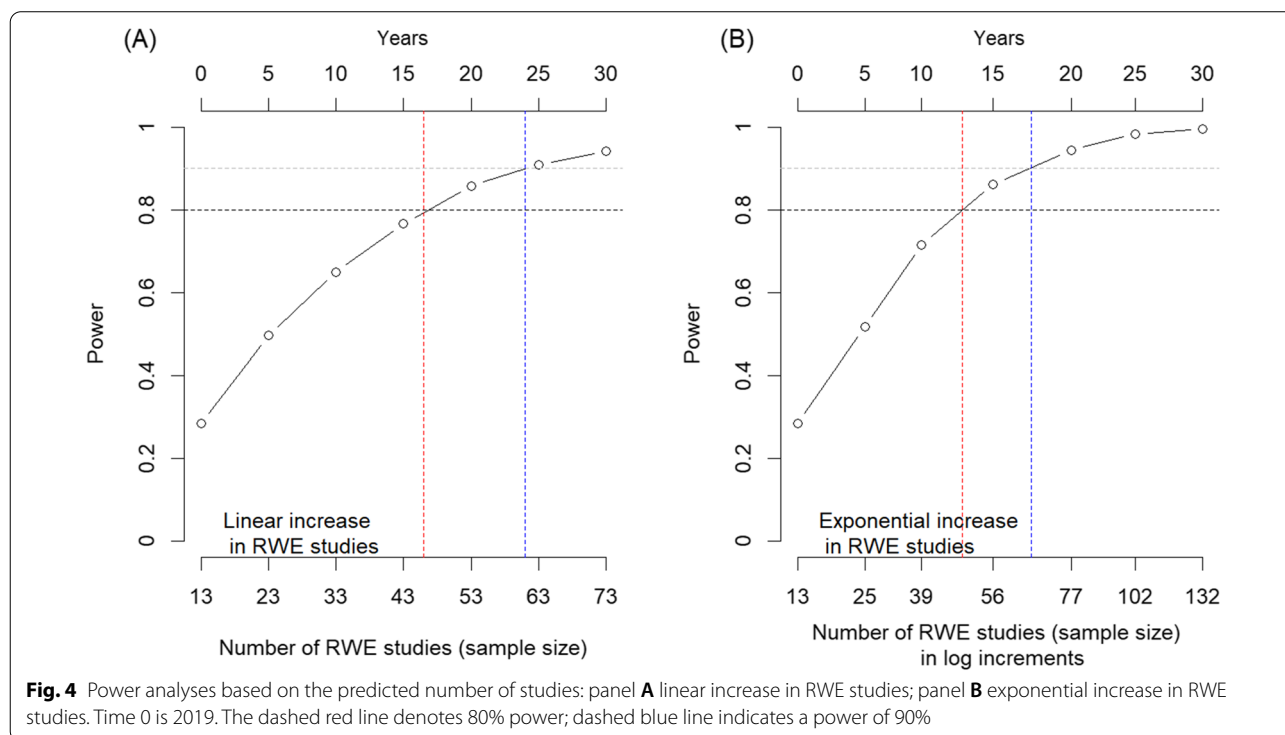 (A)
Years
0 5 10 15 20 25 30
Power
1
0.8
0.6
0.4
0.2
0
Linear increase
in RWE studies
13 23 33 43 53 63 73
Number of RWE studies (sample size)
(B)
Years
0 5 10 15 20 25 30
Power
1
0.8
0.6
0.4
0.2
0
Exponential increase
in RWE studies
13 25 39 56 77 102 132
Number of RWE studies (sample size)
in log increments
Fig. 4 Power analyses based on the predicted number of studies: panel A linear increase in RWE studies; panel B exponential increase in RWE
studies. Time 0 is 2019. The dashed red line denotes 80% power; dashed blue line indicates a power of 90%